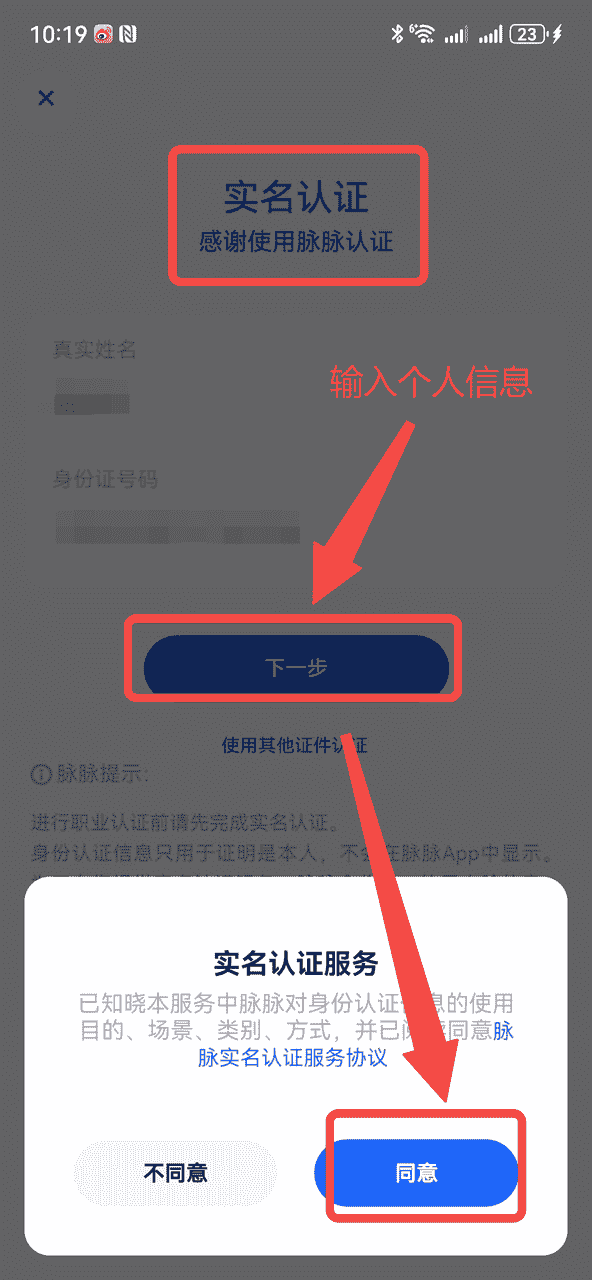 10:19
6+
23
实名认证
感谢使用脉脉认证
真实姓名
输入个人信息
身份证号码
下一步
使用其他证件认证
脉脉提示:
进行职业认证前请先完成实名认证。
身份认证信息只用于证明是本人，不会在脉脉App中显示。
实名认证服务
已知晓本服务中脉脉对身份认证信息的使用
目的、场景、类别、方式，并已阅读同意脉
脉实名认证服务协议
不同意
同意